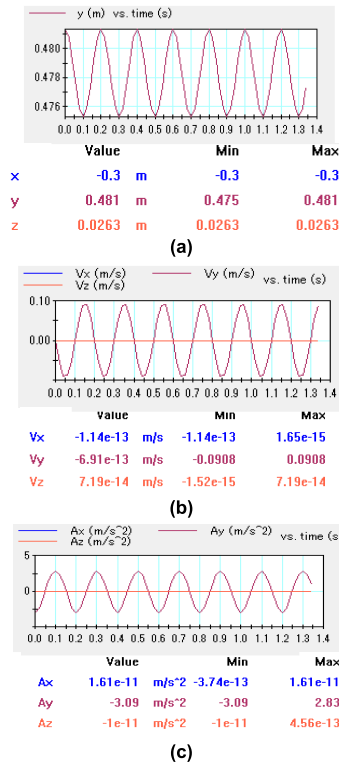 y (m) vs. time (s)
0.480
0.478
0.476
0.0 0.1 0.2 0.3 0.4 0.5 0.6 0.7 0.8 0.9 1.0 1.1 1.2 1.3 1.4
Value Min Max
x -0.3 m -0.3 -0.3
y 0.481 m 0.475 0.481
z 0.0263 m 0.0263 0.0263
(a)
Vx (m/s) Vy (m/s) vs. time (s)
Vz (m/s)
0.10
0.00
0.0 0.1 0.2 0.3 0.4 0.5 0.6 0.7 0.8 0.9 1.0 1.1 1.2 1.3 1.4
Value Min Max
Vx -1.14e-13 m/s -1.14e-13 1.65e-15
Vy -6.91e-13 m/s -0.0908 0.0908
Vz 7.19e-14 m/s -1.52e-15 7.19e-14
(b)
Ax (m/s^2) Ay (m/s^2) vs. time (s
Az (m/s^2)
5
0
0.0 0.1 0.2 0.3 0.4 0.5 0.6 0.7 0.8 0.9 1.0 1.1 1.2 1.3 1.4
Value Min Max
Ax 1.61e-11 m/s^2 -3.74e-13 1.61e-11
Ay -3.09 m/s^2 -3.09 2.83
Az -1e-11 m/s^2 -1e-11 4.56e-13
(c)